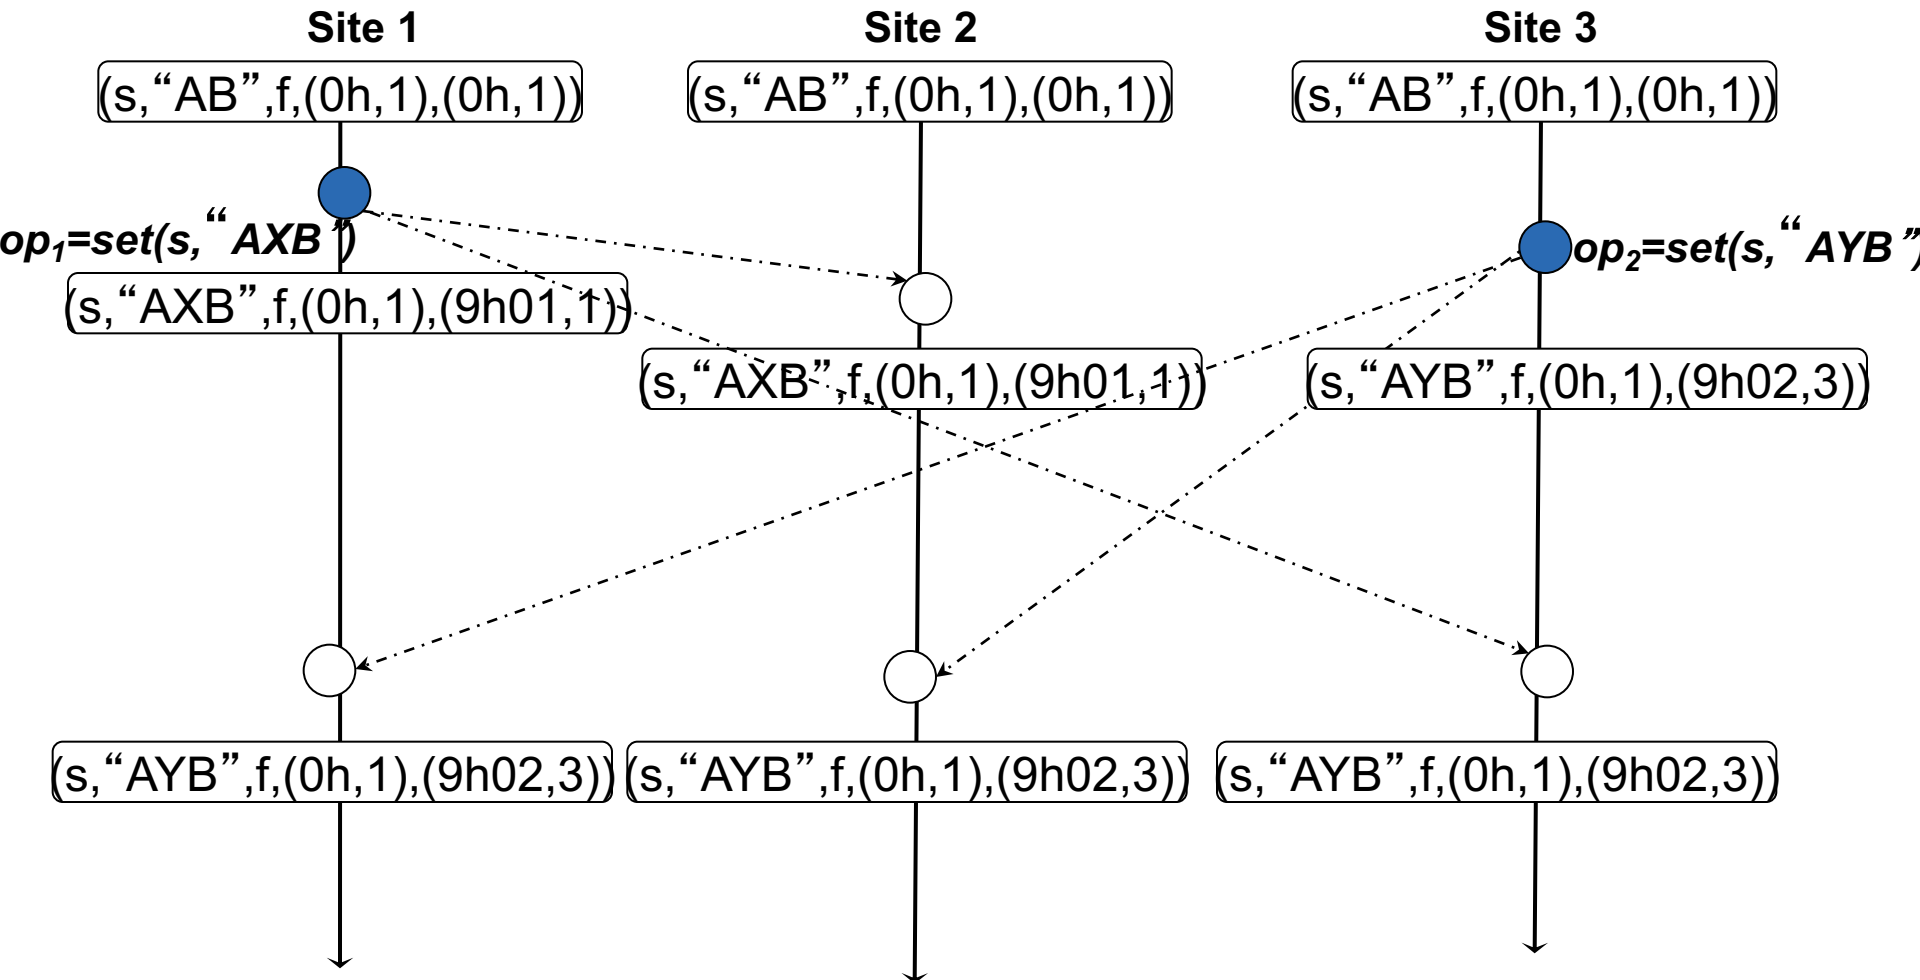 Site 1
Site 2
Site 3
(s,“AB”,f,(0h,1),(0h,1))
(s,“AB”,f,(0h,1),(0h,1))
(s,“AB”,f,(0h,1),(0h,1))
op1=set(s,“AXB”)
op2=set(s,“AYB”)
(s,“AXB”,f,(0h,1),(9h01,1))
(s,“AXB”,f,(0h,1),(9h01,1))
(s,“AYB”,f,(0h,1),(9h02,3))
(s,“AYB”,f,(0h,1),(9h02,3))
(s,“AYB”,f,(0h,1),(9h02,3))
(s,“AYB”,f,(0h,1),(9h02,3))